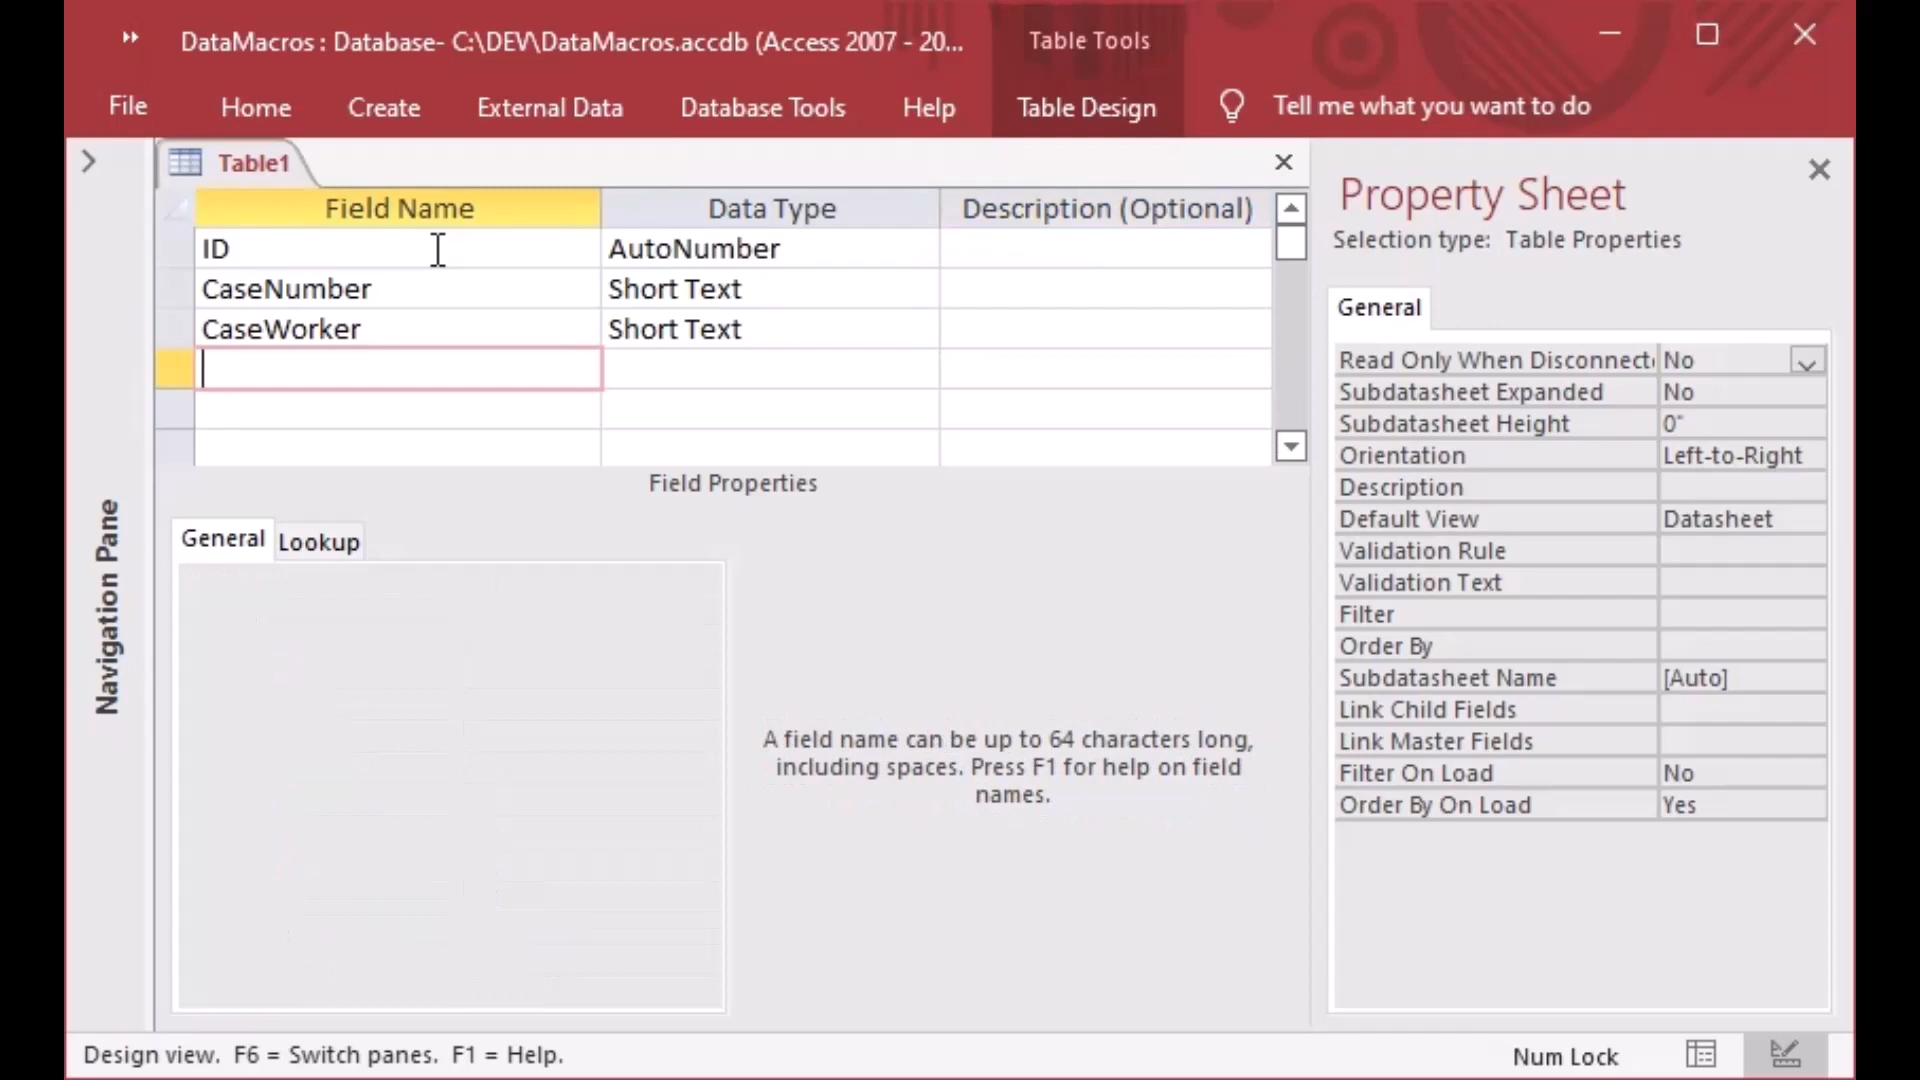 DataMacros : Database- C:\DEV\DataMacros.accdb (Access 2007 - 20...
Table Tools
File
Home
Create
External Data
Database Tools
Help
Table Design
Tell me what you want to do
Table1
Field Name
Data Type
Description (Optional)
ID
AutoNumber
CaseNumber
Short Text
CaseWorker
Short Text
Field Properties
General
Lookup
A field name can be up to 64 characters long,
including spaces. Press F1 for help on field
names.
Navigation Pane
Property Sheet
Selection type: Table Properties
General
Read Only When Disconnect No
Subdatasheet Expanded No
Subdatasheet Height 0"
Orientation Left-to-Right
Description
Default View Datasheet
Validation Rule
Validation Text
Filter
Order By
Subdatasheet Name [Auto]
Link Child Fields
Link Master Fields
Filter On Load No
Order By On Load Yes
Design view. F6 = Switch panes. F1 = Help.
Num Lock